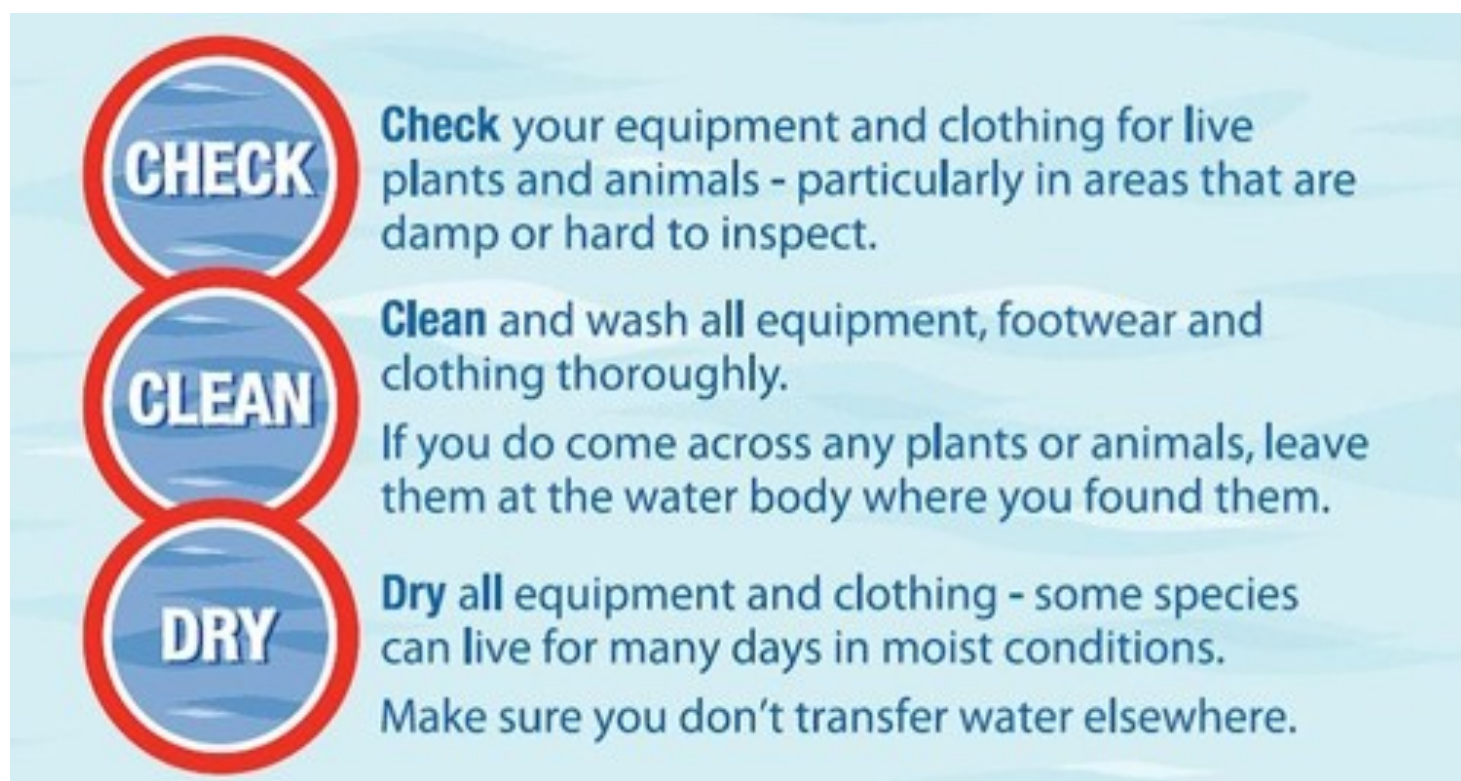 CHECK
Check your equipment and clothing for live
plants and animals - particularly in areas that are
damp or hard to inspect.
CLEAN
Clean and wash all equipment, footwear and
clothing thoroughly.
If you do come across any plants or animals, leave
them at the water body where you found them.
DRY
Dry all equipment and clothing - some species
can live for many days in moist conditions.
Make sure you don't transfer water elsewhere.